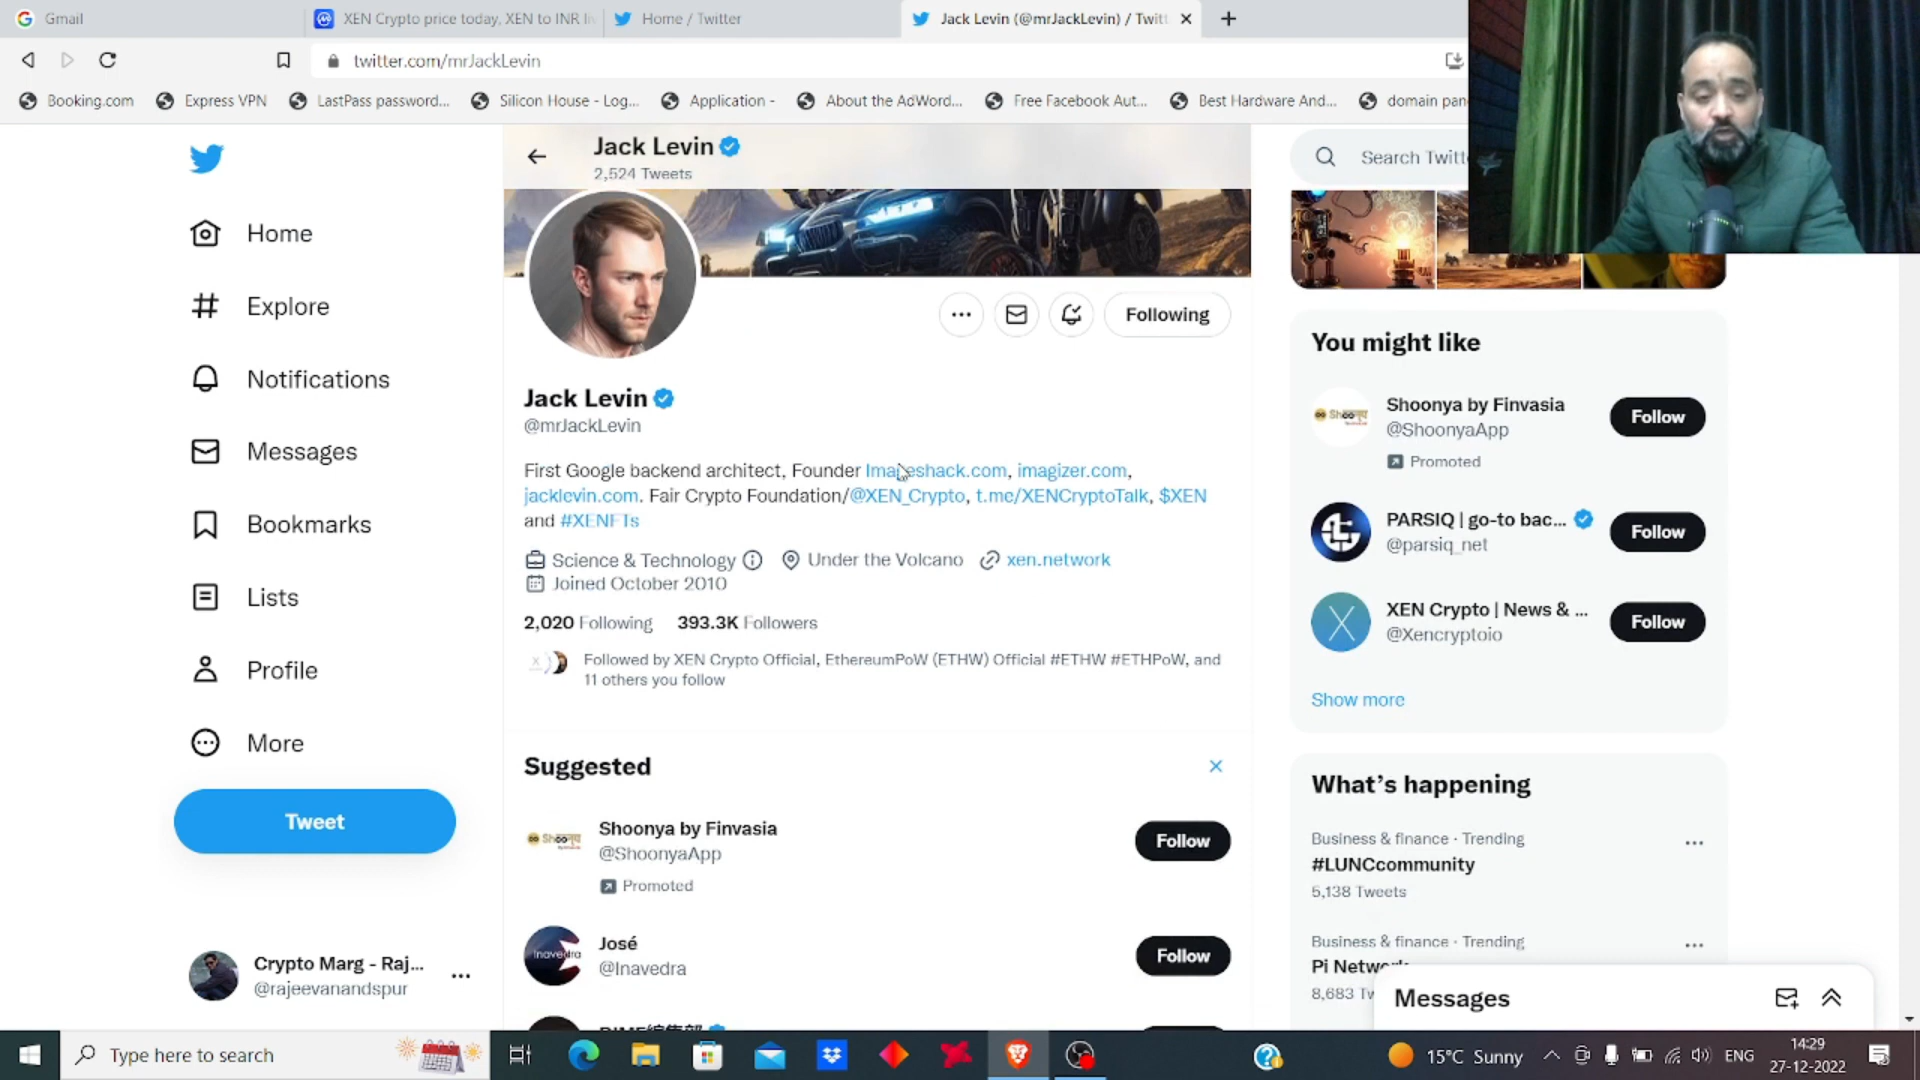 Gmail
XEN Crypto price today, XEN to INR li
Home / Twitter
Jack Levin (@mrJackLevin) / Twitt
twitter.com/mrJackLevin
Booking.com
Express VPN
LastPass password...
Silicon House - Log...
Application -
About the AdWord...
Free Facebook Aut...
Best Hardware And...
domain pan
Jack Levin
2,524 Tweets
Search Twitt
Home
Explore
Notifications
Messages
Bookmarks
Lists
Profile
More
Tweet
Crypto Marg - Raj...
@rajeevanandspur
Following
Jack Levin
@mrJackLevin
First Google backend architect, Founder Imageshack.com, imagizer.com,
jacklevin.com. Fair Crypto Foundation/@XEN_Crypto, t.me/XENCryptoTalk, $XEN
and #XENFTs
Science & Technology Under the Volcano xen.network
Joined October 2010
2,020 Following 393.3K Followers
Followed by XEN Crypto Official, EthereumPoW (ETHW) Official #ETHW #ETHPoW, and
11 others you follow
Suggested
Shoonya by Finvasia
@ShoonyaApp
Promoted
Follow
José
@Inavedra
Follow
You might like
Shoonya by Finvasia
@ShoonyaApp
Promoted
Follow
PARSIQ | go-to bac...
@parsiq_net
Follow
XEN Crypto | News & ...
@Xencryptoio
Follow
Show more
What's happening
Business & finance · Trending
#LUNCcommunity
5,138 Tweets
Business & finance · Trending
Pi Network
8,683 Tw
Messages
Type here to search
15°C Sunny
ENG
14:29
27-12-2022